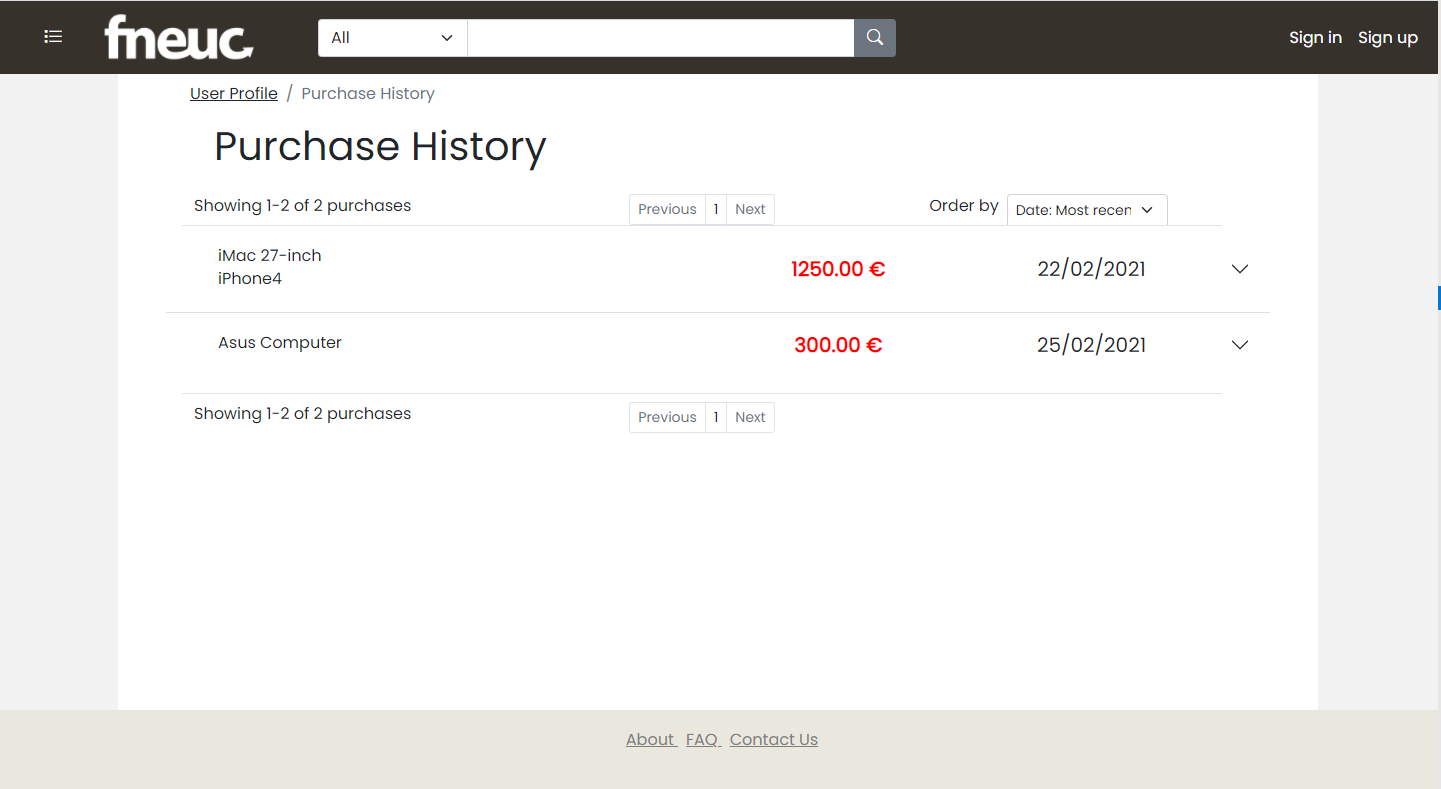 fneuc All Sign in Sign up
User Profile / Purchase History
Purchase History
Showing 1-2 of 2 purchases Previous 1 Next Order by Date: Most recen
iMac 27-inch
iPhone4
1250.00 € 22/02/2021
Asus Computer 300.00 € 25/02/2021
Showing 1-2 of 2 purchases Previous 1 Next
About FAQ Contact Us